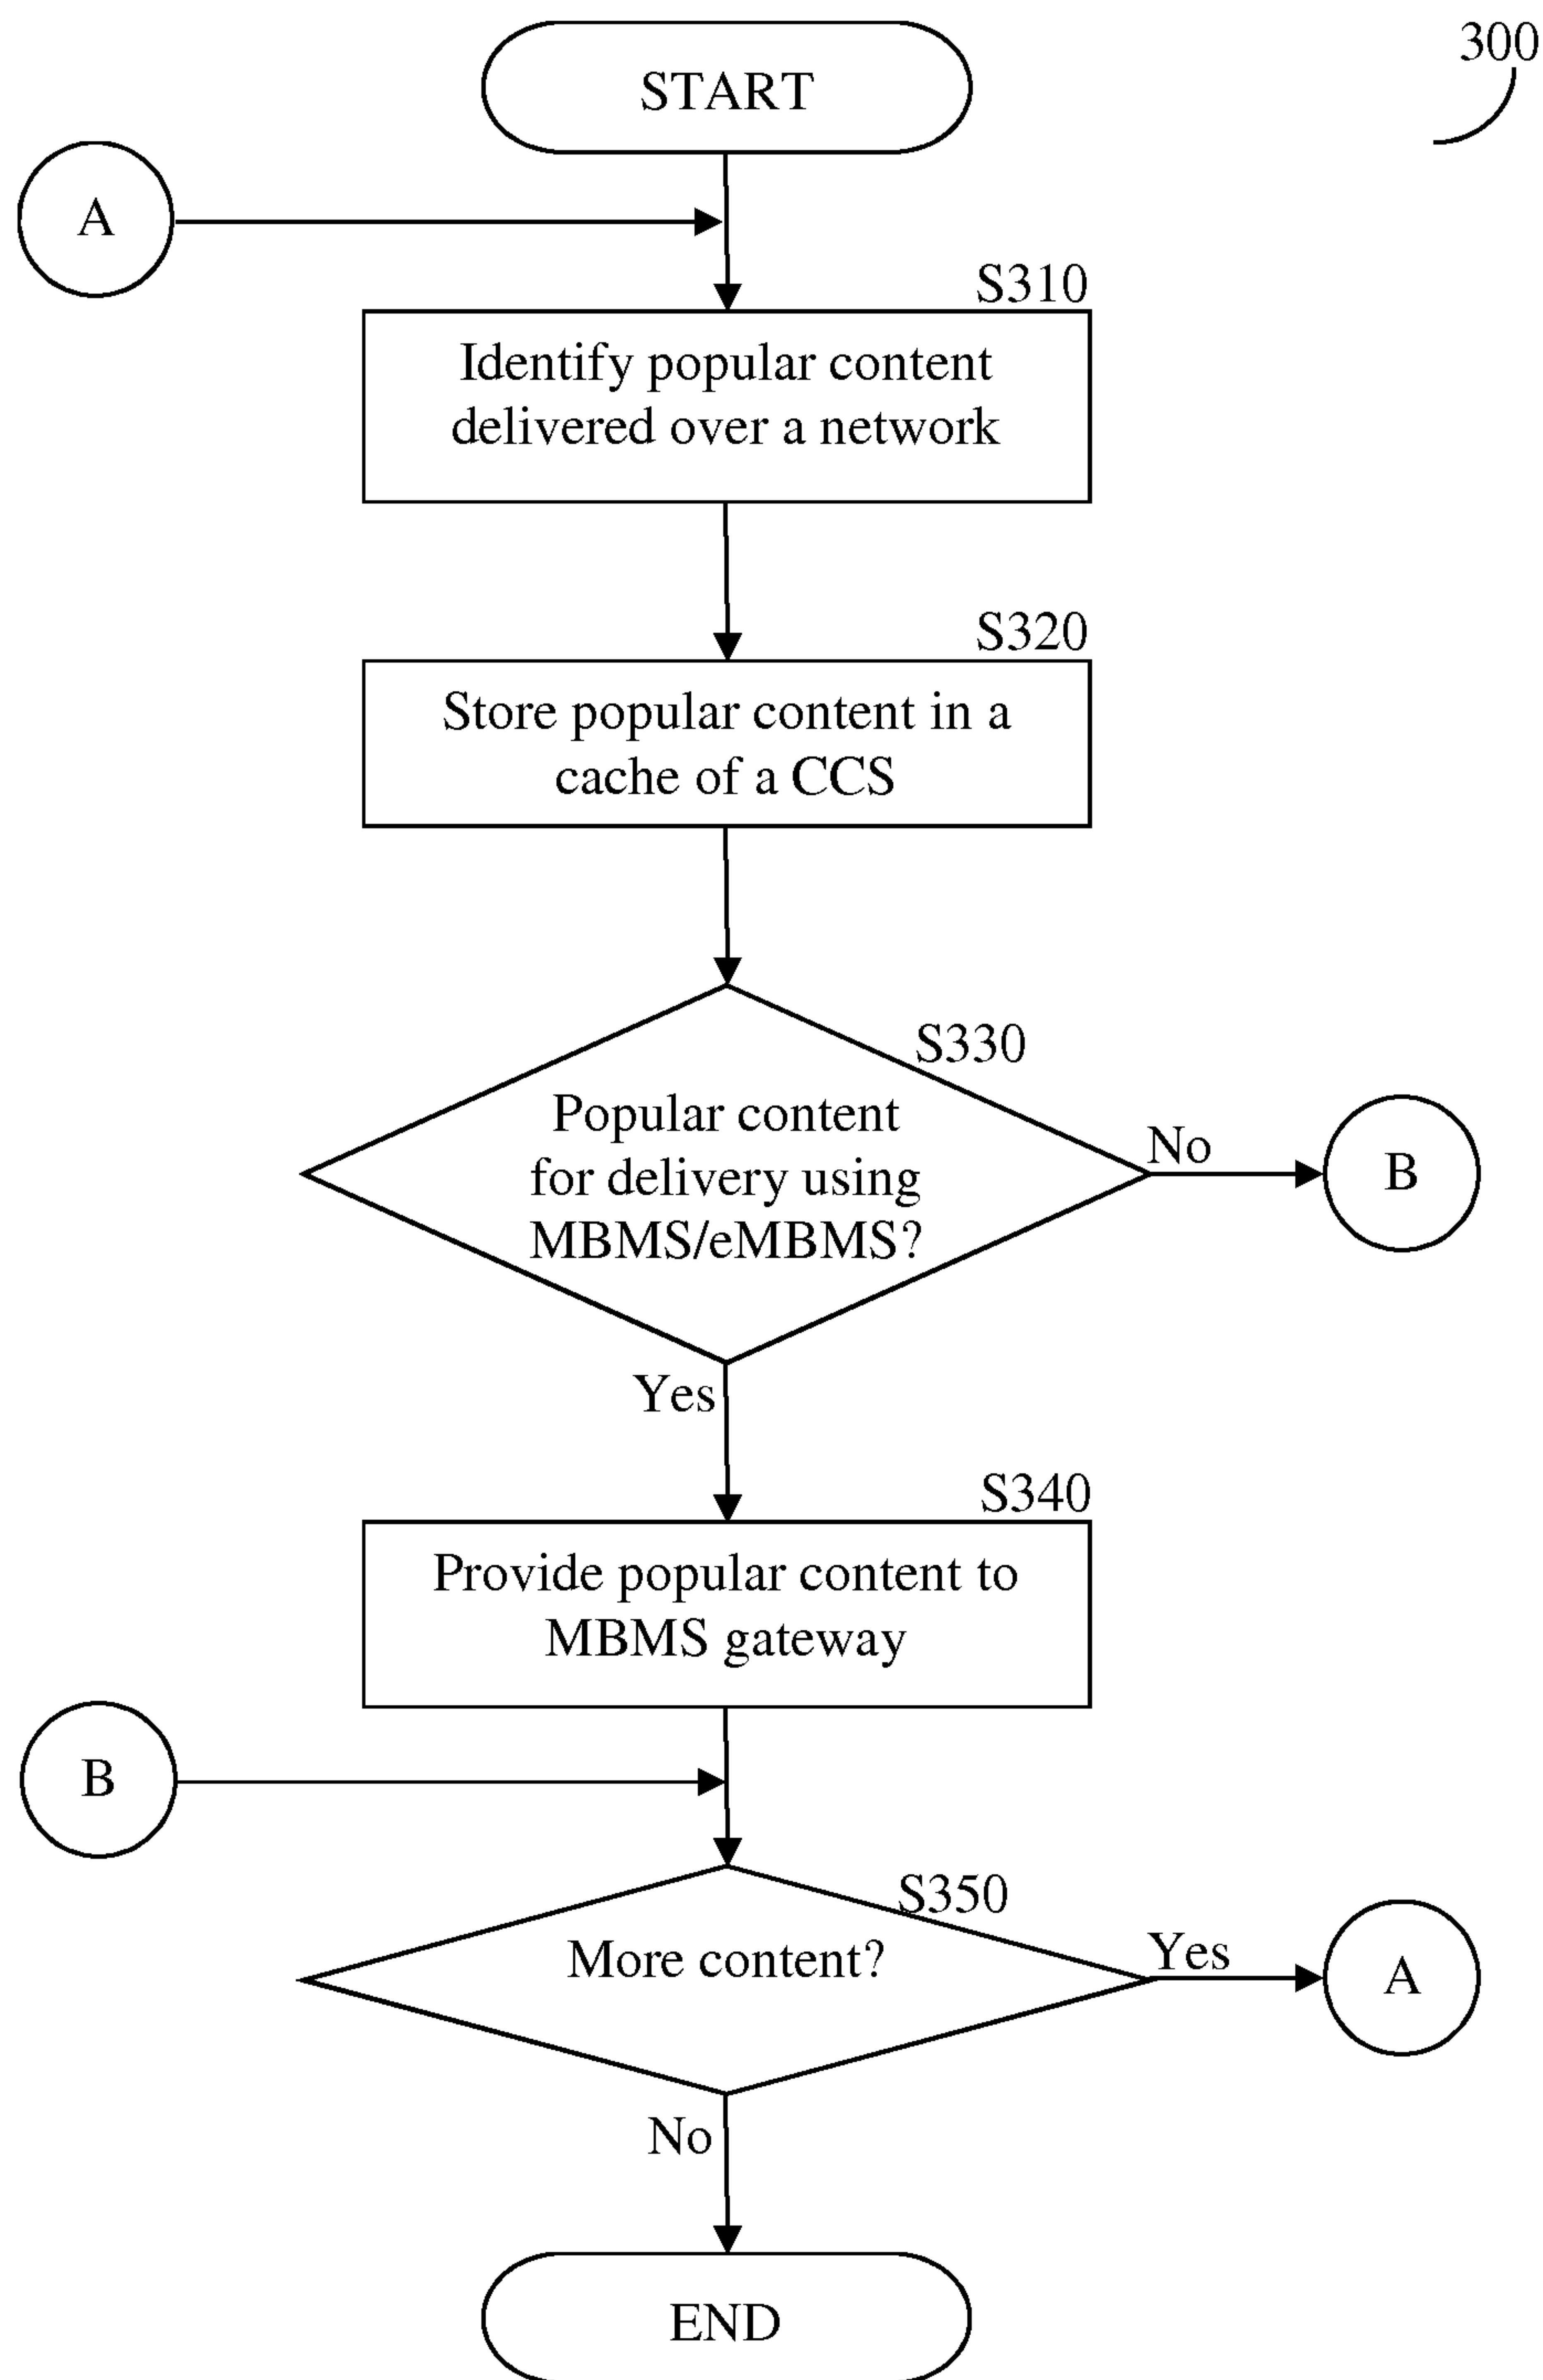 300
START
A
S310
Identify popular content
delivered over a network
S320
Store popular content in a
cache of a CCS
S330
Popular content
for delivery using
MBMS/eMBMS?
No
B
Yes
S340
Provide popular content to
MBMS gateway
B
S350
More content?
Yes
A
No
END